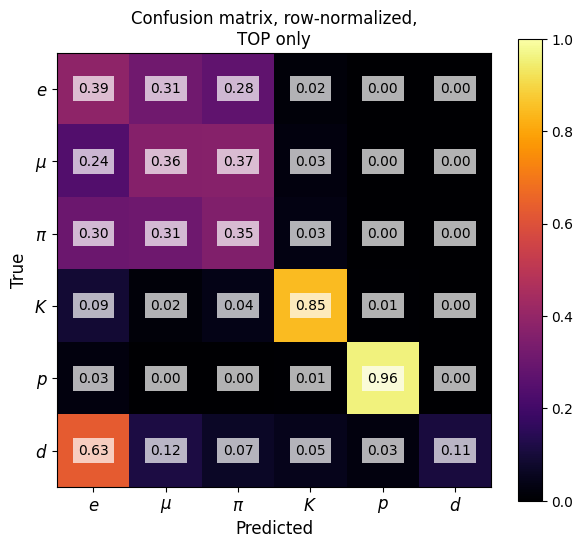 Confusion matrix, row-normalized,
TOP only
True
e 0.39 0.31 0.28 0.02 0.00 0.00
μ 0.24 0.36 0.37 0.03 0.00 0.00
π 0.30 0.31 0.35 0.03 0.00 0.00
K 0.09 0.02 0.04 0.85 0.01 0.00
p 0.03 0.00 0.00 0.01 0.96 0.00
d 0.63 0.12 0.07 0.05 0.03 0.11
e μ π K p d
Predicted
1.0
0.8
0.6
0.4
0.2
0.0